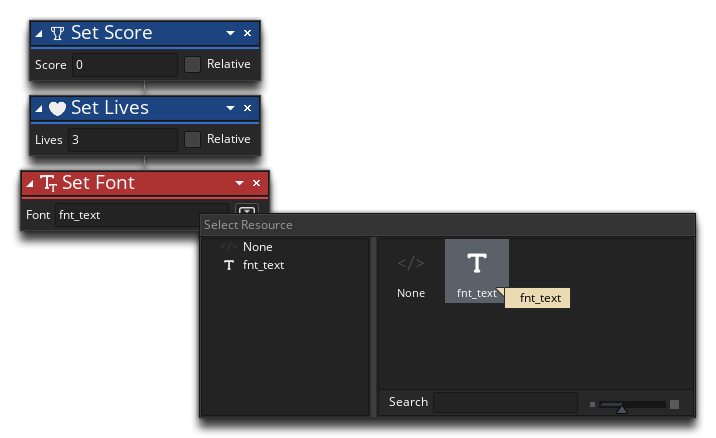 Set Score
Score 0 Relative
Set Lives
Lives 3 Relative
Set Font
Font fnt_text
Select Resource
</> None
T fnt_text
</>
None
T
fnt_text
fnt_text
Search